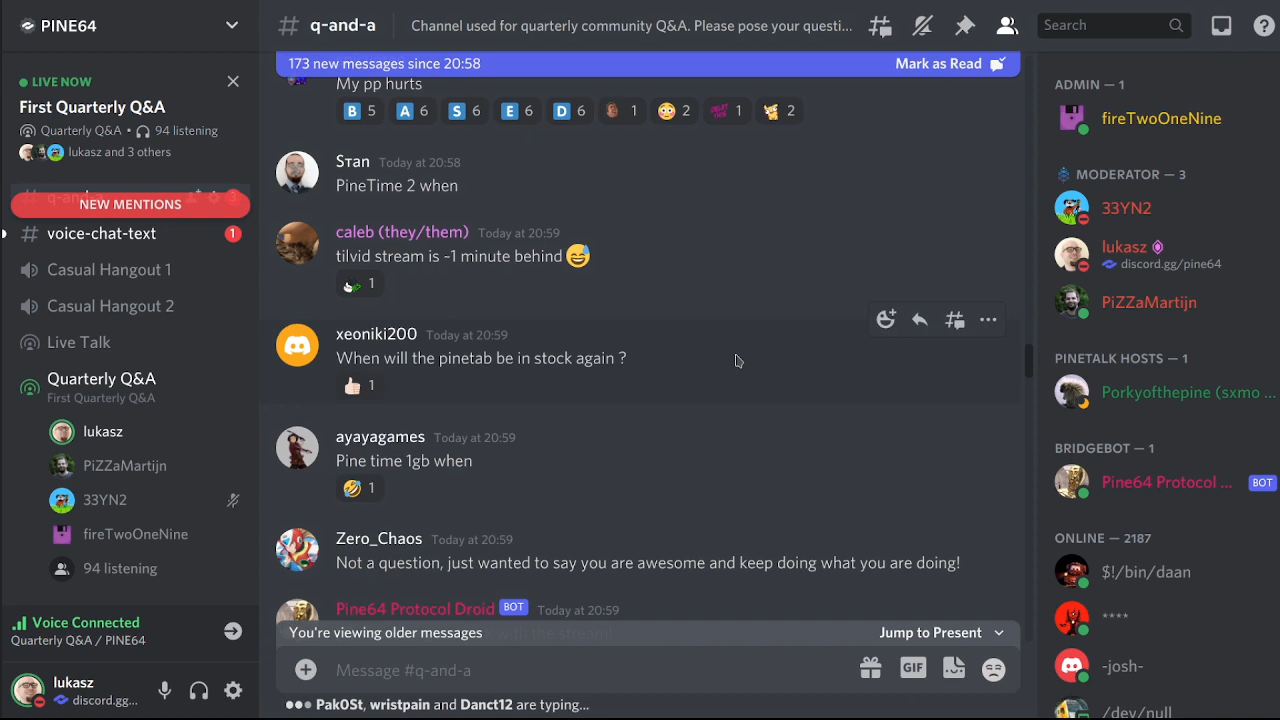 PINE64
LIVE NOW
First Quarterly Q&A
Quarterly Q&A • 94 listening
lukasz and 3 others
q-and-a 3
NEW MENTIONS
voice-chat-text 1
Casual Hangout 1
Casual Hangout 2
Live Talk
Quarterly Q&A
First Quarterly Q&A
lukasz
PiZZaMartijn
33YN2
fireTwoOneNine
94 listening
Voice Connected
Quarterly Q&A / PINE64
lukasz
discord.gg...
# q-and-a Channel used for quarterly community Q&A. Please pose your questi...
Search
173 new messages since 20:58 Mark as Read
My pp hurts
B 5 A 6 S 6 E 6 D 6 1 2 1 2
Sтan Today at 20:58
PineTime 2 when
caleb (they/them) Today at 20:59
tilvid stream is ~1 minute behind 😅
1
xeoniki200 Today at 20:59
When will the pinetab be in stock again ?
👍🏻 1
ayayagames Today at 20:59
Pine time 1gb when
🤣 1
Zero_Chaos Today at 20:59
Not a question, just wanted to say you are awesome and keep doing what you are doing!
Pine64 Protocol Droid BOT Today at 20:59
You're viewing older messages Jump to Present
Message #q-and-a
GIF
PakOSt, wristpain and Danct12 are typing...
ADMIN — 1
fireTwoOneNine
MODERATOR — 3
33YN2
lukasz
discord.gg/pine64
PiZZaMartijn
PINETALK HOSTS — 1
Porkyofthepine (sxmo ...
BRIDGEBOT — 1
Pine64 Protocol ... BOT
ONLINE — 2187
$!/bin/daan
****
-josh-
/dev/null